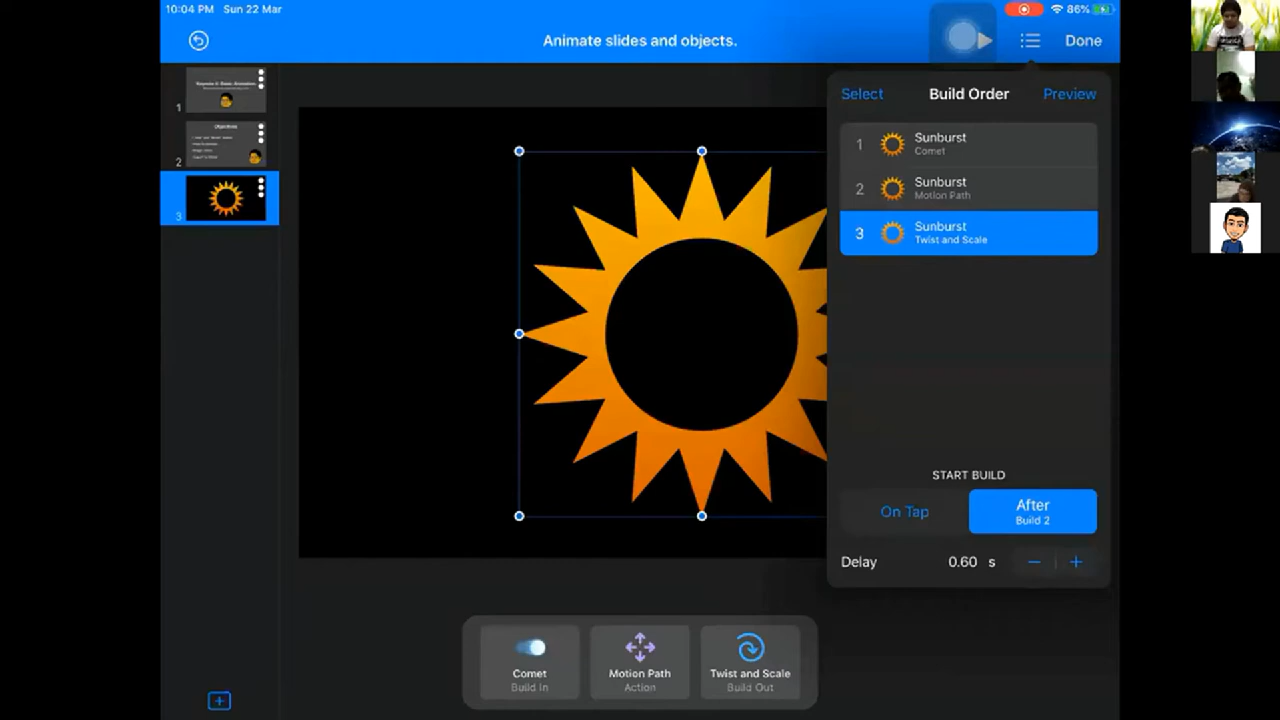 10:04 PM Sun 22 Mar
86%
Animate slides and objects.
Done
Select
Build Order
Preview
1
Sunburst
Comet
2
Sunburst
Motion Path
3
Sunburst
Twist and Scale
START BUILD
On Tap
After
Build 2
Delay
0.60 s
1
2
Objectives
3
Comet
Build In
Motion Path
Action
Twist and Scale
Build Out